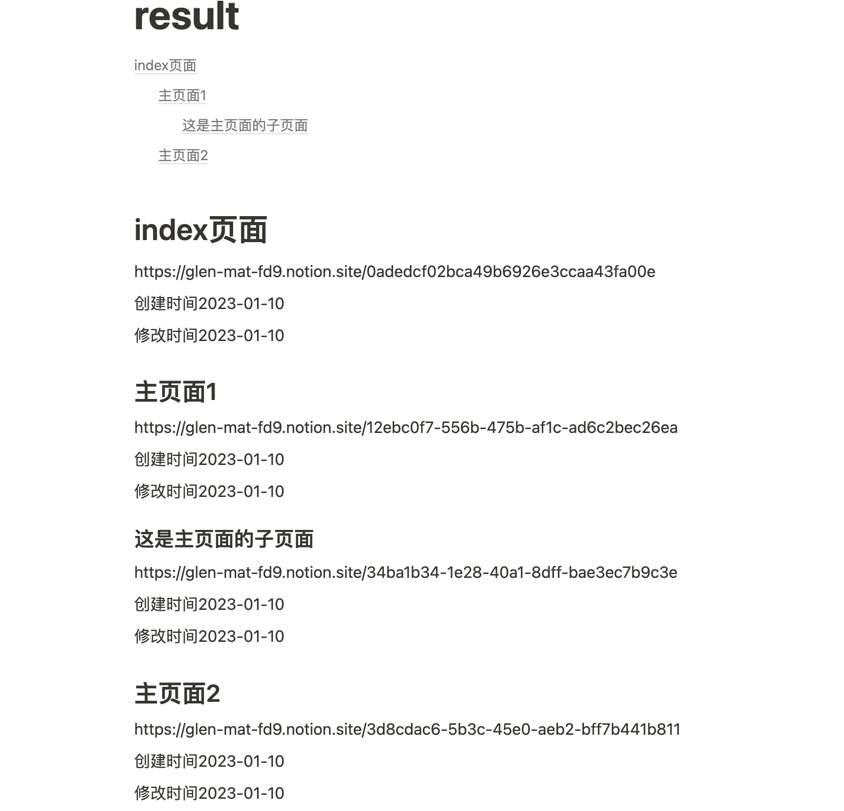 result
index页面
主页面1
这是主页面的子页面
主页面2
index页面
https://glen-mat-fd9.notion.site/0adedcf02bca49b6926e3ccaa43fa00e
创建时间2023-01-10
修改时间2023-01-10
主页面1
https://glen-mat-fd9.notion.site/12ebc0f7-556b-475b-af1c-ad6c2bec26ea
创建时间2023-01-10
修改时间2023-01-10
这是主页面的子页面
https://glen-mat-fd9.notion.site/34ba1b34-1e28-40a1-8dff-bae3ec7b9c3e
创建时间2023-01-10
修改时间2023-01-10
主页面2
https://glen-mat-fd9.notion.site/3d8cdac6-5b3c-45e0-aeb2-bff7b441b811
创建时间2023-01-10
修改时间2023-01-10